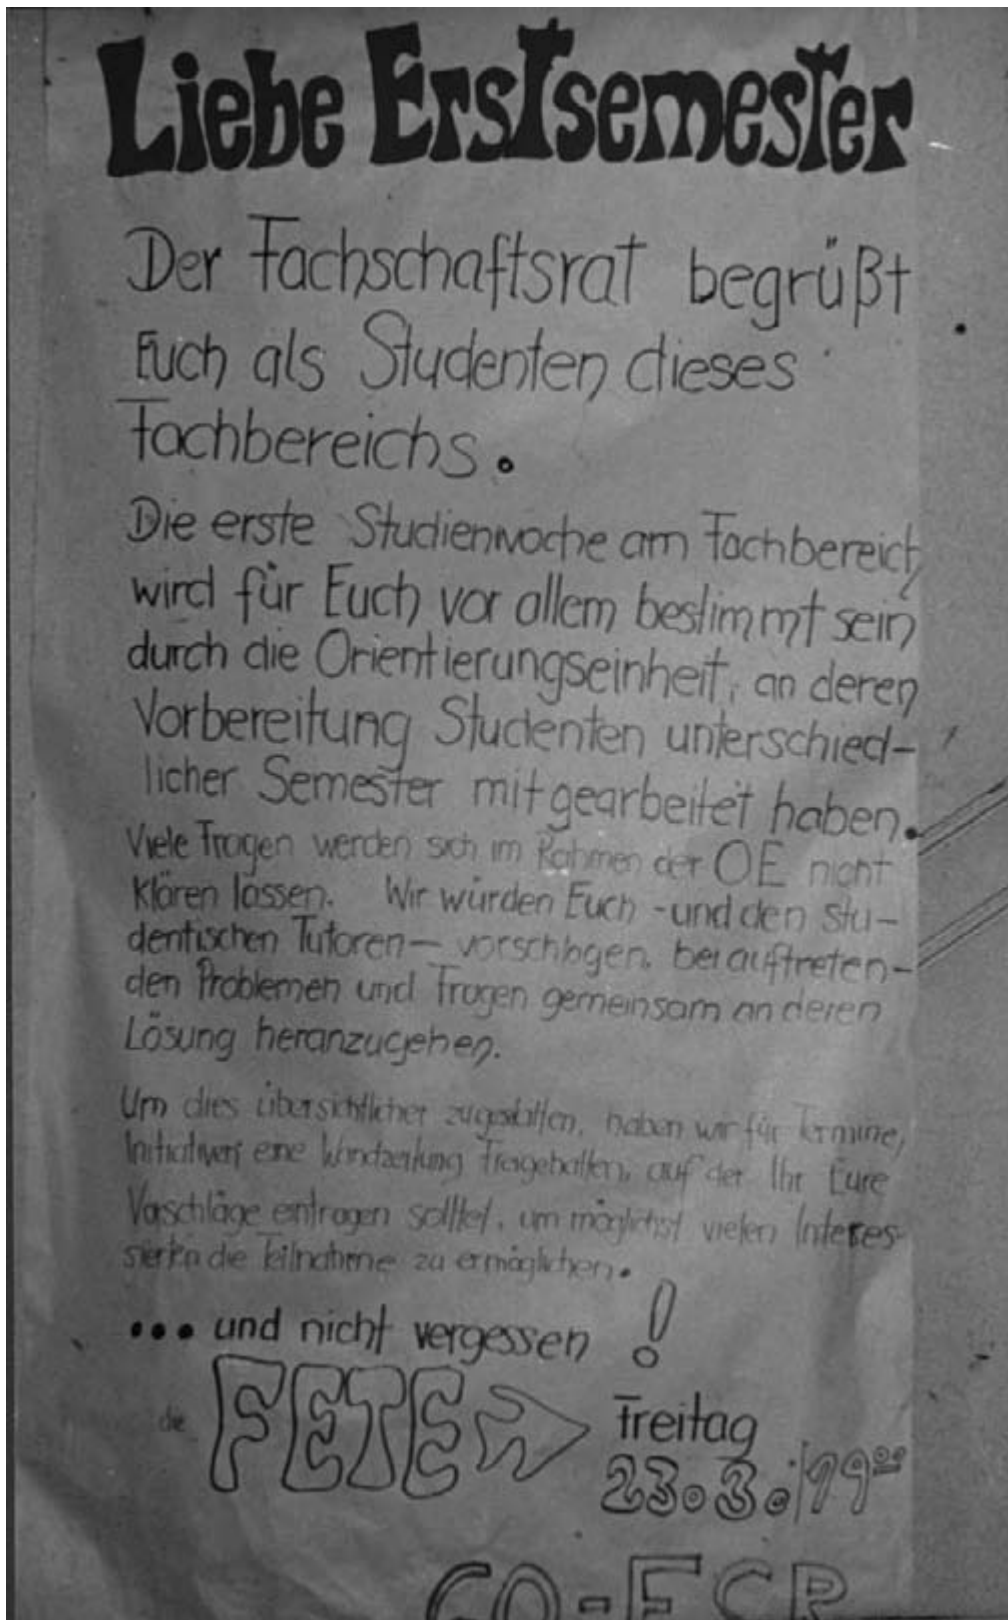 Liebe Erstsemester
Der Fachschaftsrat begrüßt
Euch als Studenten dieses
Fachbereichs.
Die erste Studienwoche am Fachbereich
wird für Euch vor allem bestimmt sein
durch die Orientierungseinheit, an deren
Vorbereitung Studenten unterschied-
licher Semester mitgearbeitet haben.
Viele Fragen werden sich im Rahmen der OE nicht
klären lassen. Wir würden Euch - und den stu-
dentischen Tutoren - vorschlagen, bei auftreten-
den Problemen und Fragen gemeinsam an deren
Lösung heranzugehen.
Um dies übersichtlicher zugestalten, haben wir für Termine,
Initiativen eine Wandzeitung freigehalten, auf der Ihr Eure
Vorschläge eintragen solltet, um möglichst vielen Interes-
sierten die Teilnahme zu ermöglichen.
... und nicht vergessen !
die FETE Freitag
23.3. 19⁰⁰